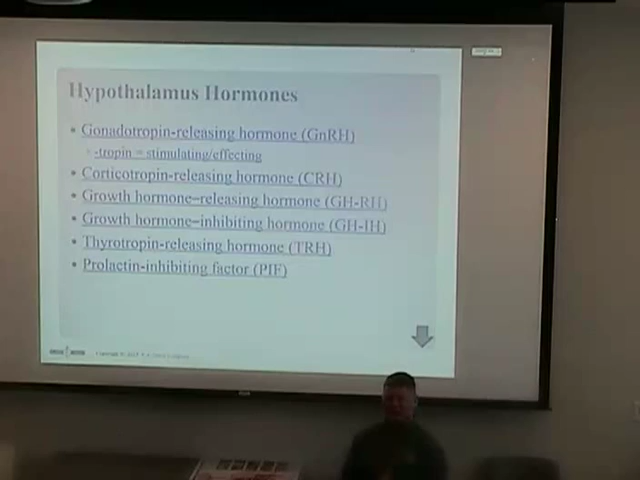 Hypothalamus Hormones
• Gonadotropin-releasing hormone (GnRH)
◦ -tropin = stimulating/effecting
• Corticotropin-releasing hormone (CRH)
• Growth hormone–releasing hormone (GH-RH)
• Growth hormone–inhibiting hormone (GH-IH)
• Thyrotropin-releasing hormone (TRH)
• Prolactin-inhibiting factor (PIF)